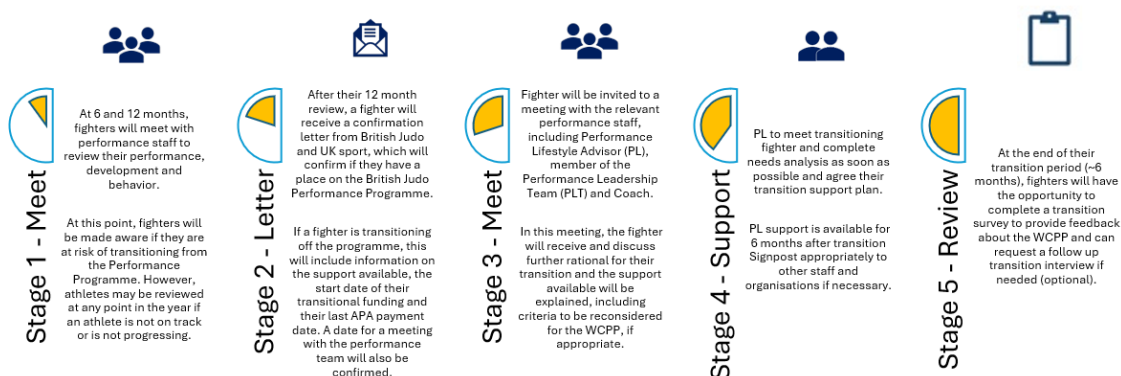 Stage 1 - Meet
At 6 and 12 months,
fighters will meet with
performance staff to
review their performance,
development and
behavior.
At this point, fighters will
be made aware if they are
at risk of transitioning from
the Performance
Programme. However,
athletes may be reviewed
at any point in the year if
an athlete is not on track
or is not progressing.
Stage 2 - Letter
After their 12 month
review, a fighter will
receive a confirmation
letter from British Judo
and UK sport, which will
confirm if they have a
place on the British Judo
Performance Programme.
If a fighter is transitioning
off the programme, this
will include information on
the support available, the
start date of their
transitional funding and
their last APA payment
date. A date for a meeting
with the performance
team will also be
confirmed.
Stage 3 - Meet
Fighter will be invited to a
meeting with the relevant
performance staff,
including Performance
Lifestyle Advisor (PL),
member of the
Performance Leadership
Team (PLT) and Coach.
In this meeting, the fighter
will receive and discuss
further rational for their
transition and the support
available will be
explained, including
criteria to be reconsidered
for the WCPP, if
appropriate.
Stage 4 - Support
PL to meet transitioning
fighter and complete
needs analysis as soon as
possible and agree their
transition support plan.
PL support is available for
6 months after transition
Signpost appropriately to
other staff and
organisations if necessary.
Stage 5 - Review
At the end of their
transition period (~6
months), fighters will have
the opportunity to
complete a transition
survey to provide feedback
about the WCPP and can
request a follow up
transition interview if
needed (optional).